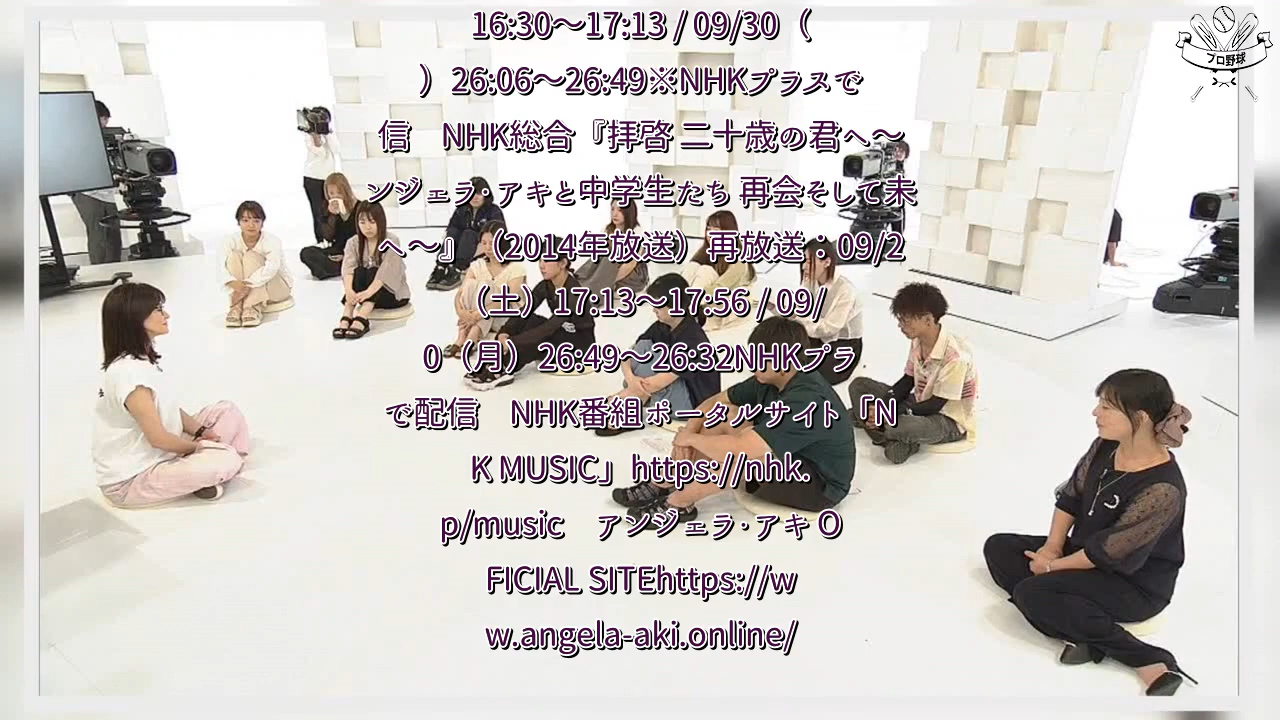 16:30～17:13 / 09/30（
）26:06～26:49※NHKプラスで
信　NHK総合『拝啓 二十歳の君へ～
ンジェラ・アキと中学生たち 再会そして未
へ～』（2014年放送）再放送：09/2
（土）17:13～17:56 / 09/
0（月）26:49～26:32NHKプラ
で配信　NHK番組ポータルサイト「N
K MUSIC」https://nhk.
p/music　アンジェラ・アキ O
FICIAL SITEhttps://w
w.angela-aki.online/
プロ野球